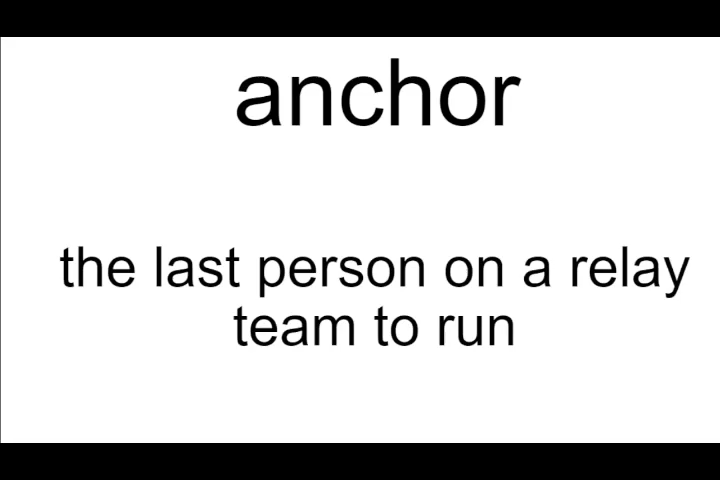 anchor
the last person on a relay
team to run